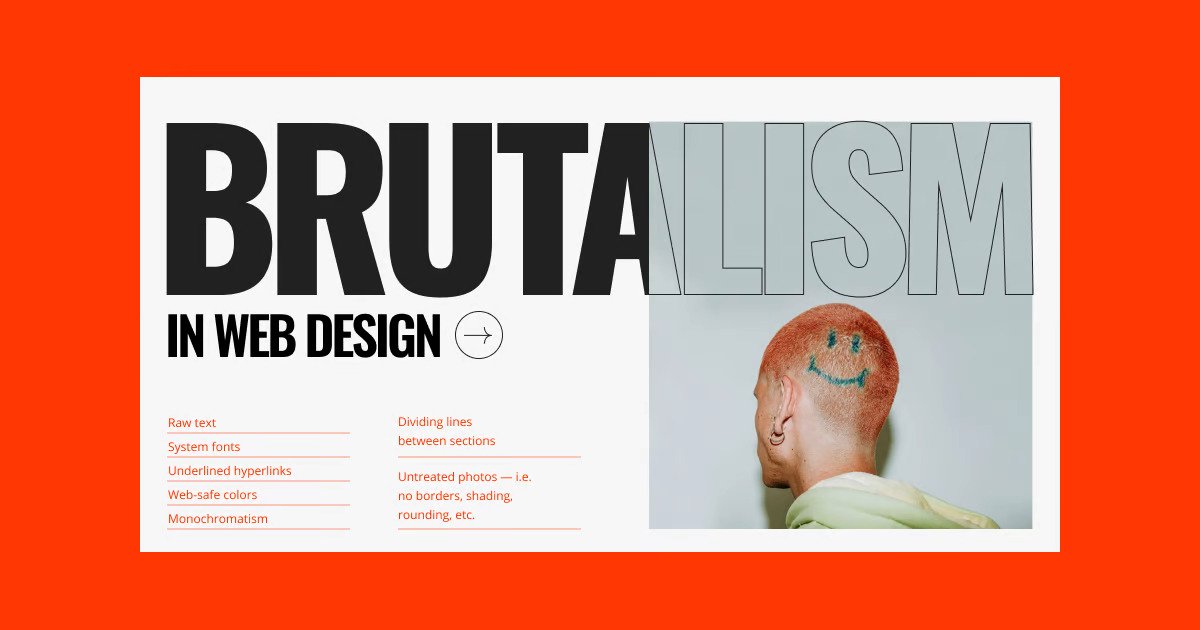 BRUTALISM
IN WEB DESIGN
Raw text
System fonts
Underlined hyperlinks
Web-safe colors
Monochromatism
Dividing lines
between sections
Untreated photos — i.e.
no borders, shading,
rounding, etc.